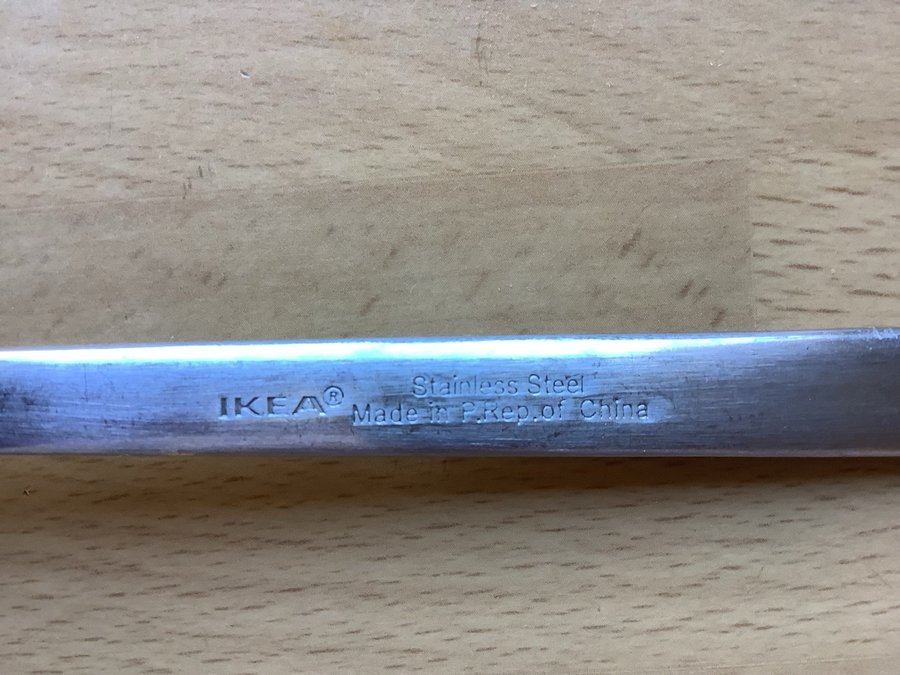 IKEA®
Stainless Steel
Made in P.Rep.of China